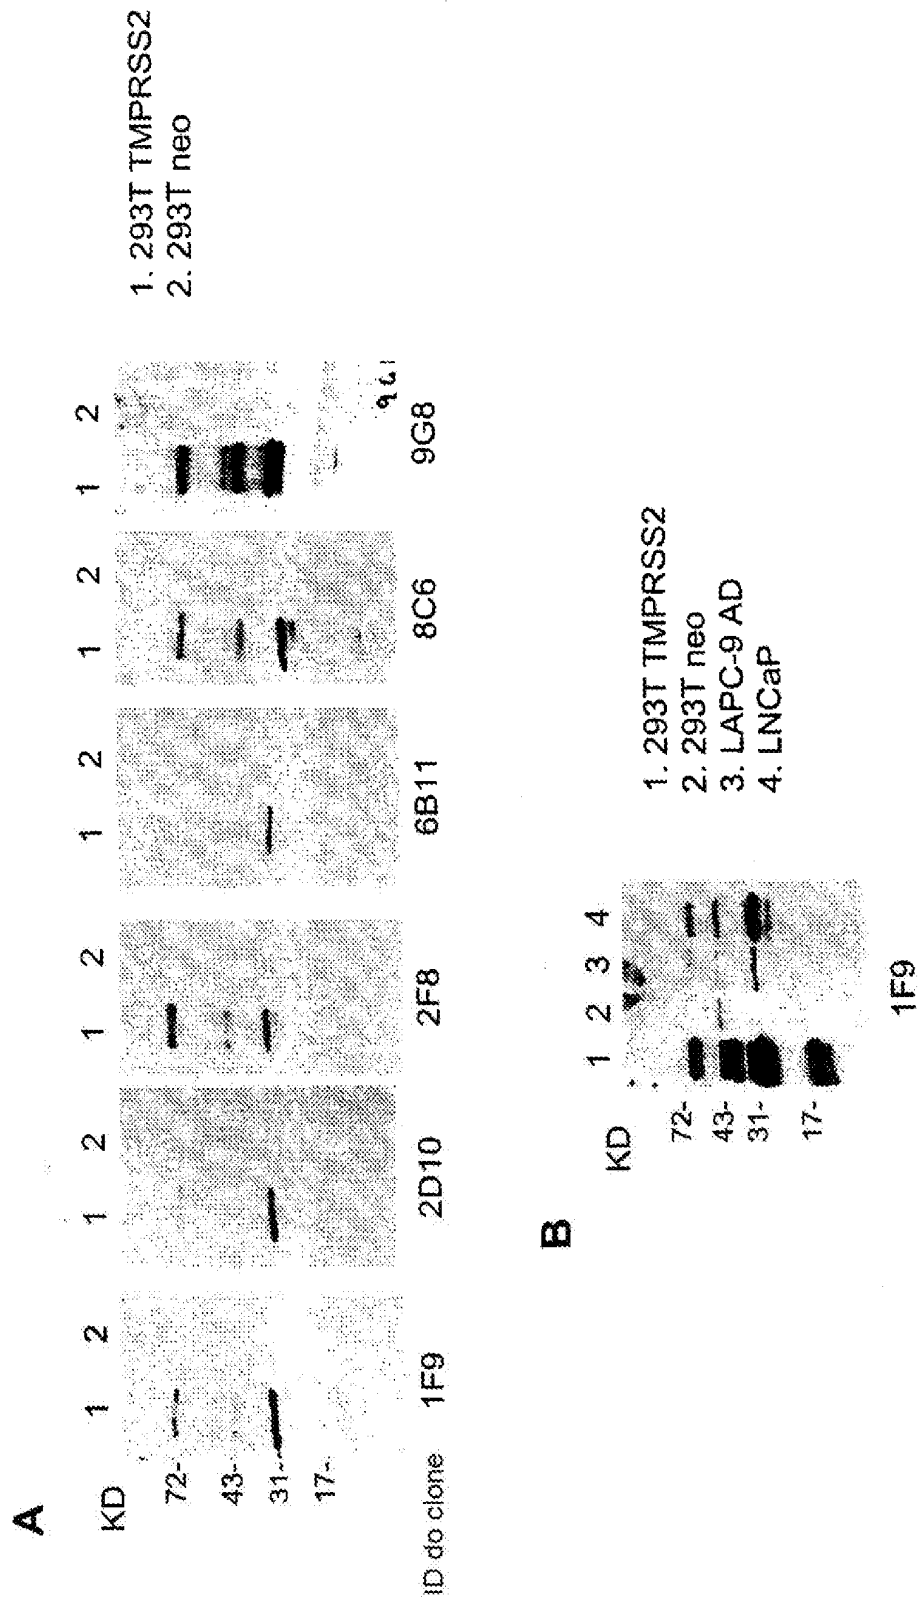 A
1. 293T TMPRSS2
2. 293T neo
KD
1 2 1 2 1 2 1 2 1 2 1 2
72-
43-
31-
17-
ID do clone 1F9 2D10 2F8 6B11 8C6 9G8
B
1. 293T TMPRSS2
2. 293T neo
3. LAPC-9 AD
4. LNCaP
KD
1 2 3 4
72-
43-
31-
17-
1F9